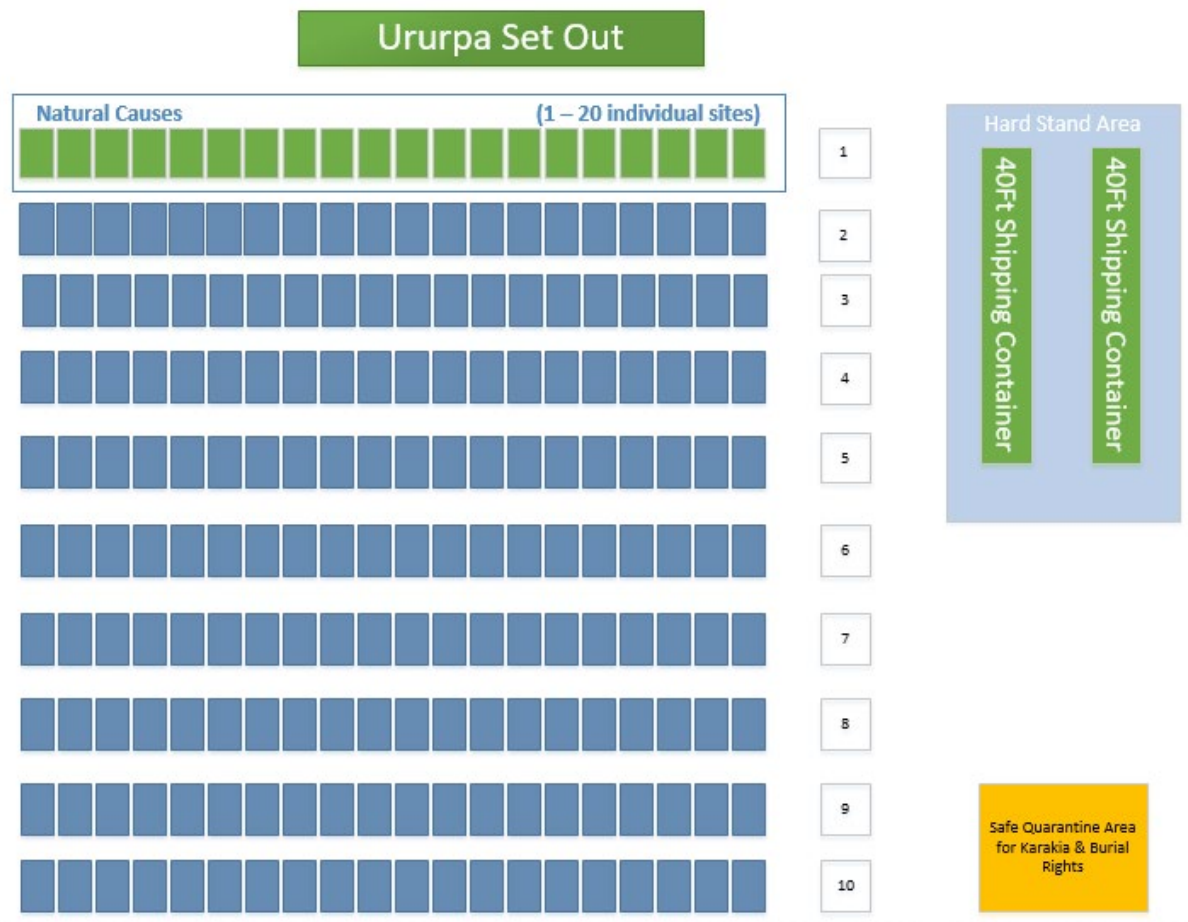 Ururpa Set Out
Natural Causes (1 – 20 individual sites)
1
2
3
4
5
6
7
8
9
10
Hard Stand Area
40Ft Shipping Container
40Ft Shipping Container
Safe Quarantine Area
for Karakia & Burial
Rights